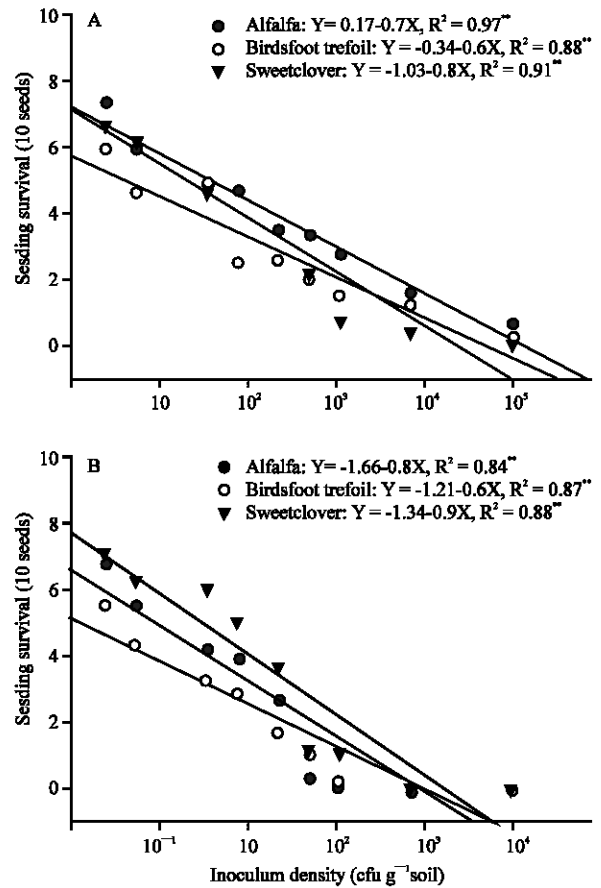 A
Alfalfa: Y= 0.17-0.7X, R² = 0.97**
Birdsfoot trefoil: Y = -0.34-0.6X, R² = 0.88**
Sweetclover: Y = -1.03-0.8X, R² = 0.91**
Sesding survival (10 seeds)
10
8
6
4
2
0
10
10²
10³
10⁴
10⁵
B
Alfalfa: Y= -1.66-0.8X, R² = 0.84**
Birdsfoot trefoil: Y = -1.21-0.6X, R² = 0.87**
Sweetclover: Y = -1.34-0.9X, R² = 0.88**
Sesding survival (10 seeds)
10
8
6
4
2
0
10⁻¹
10
10²
10³
10⁴
Inoculum density (cfu g⁻¹soil)